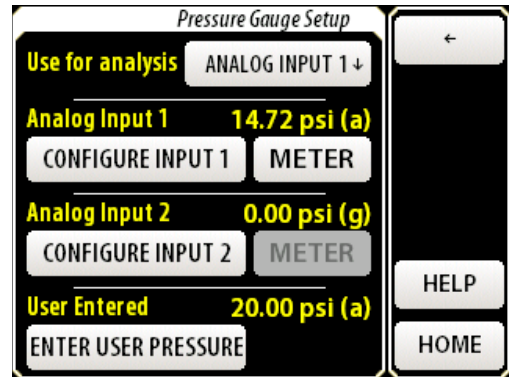 Pressure Gauge Setup
←
Use for analysis ANALOG INPUT 1↓
Analog Input 1 14.72 psi (a)
CONFIGURE INPUT 1 METER
Analog Input 2 0.00 psi (g)
CONFIGURE INPUT 2 METER
HELP
User Entered 20.00 psi (a)
ENTER USER PRESSURE
HOME